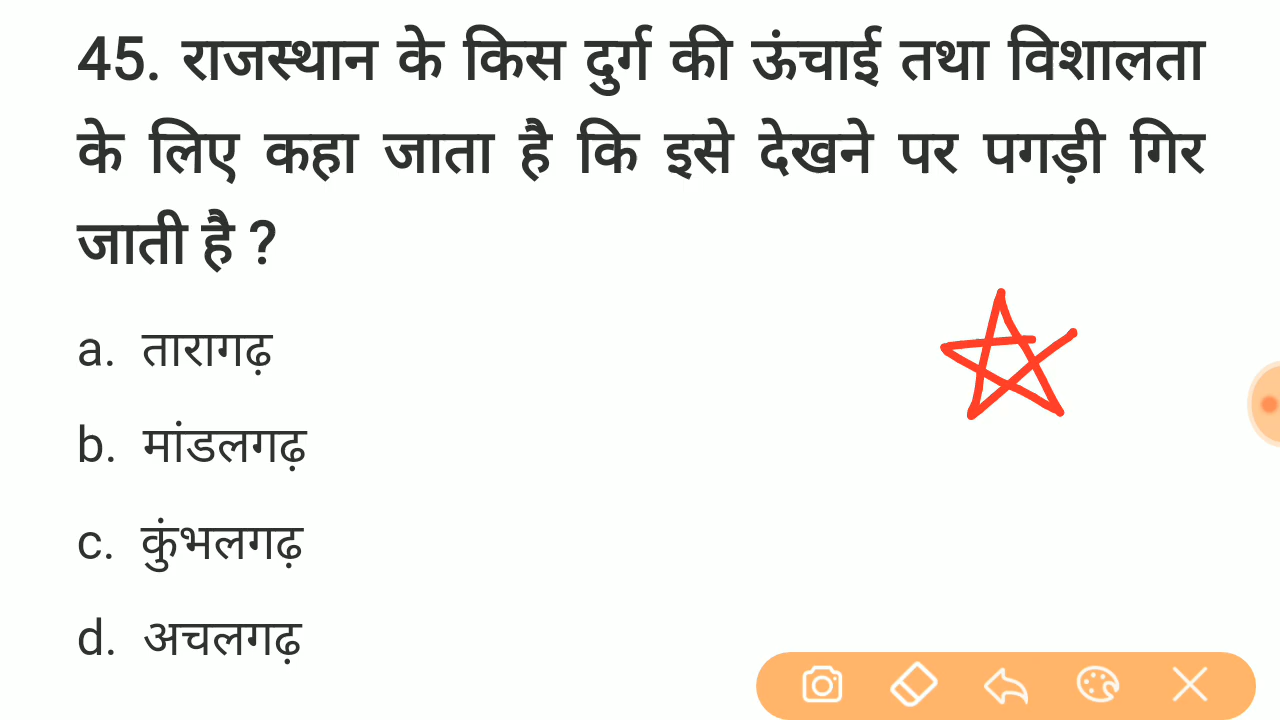 45. राजस्थान के किस दुर्ग की ऊंचाई तथा विशालता
के लिए कहा जाता है कि इसे देखने पर पगड़ी गिर
जाती है ?
a. तारागढ़
b. मांडलगढ़
c. कुंभलगढ़
d. अचलगढ़